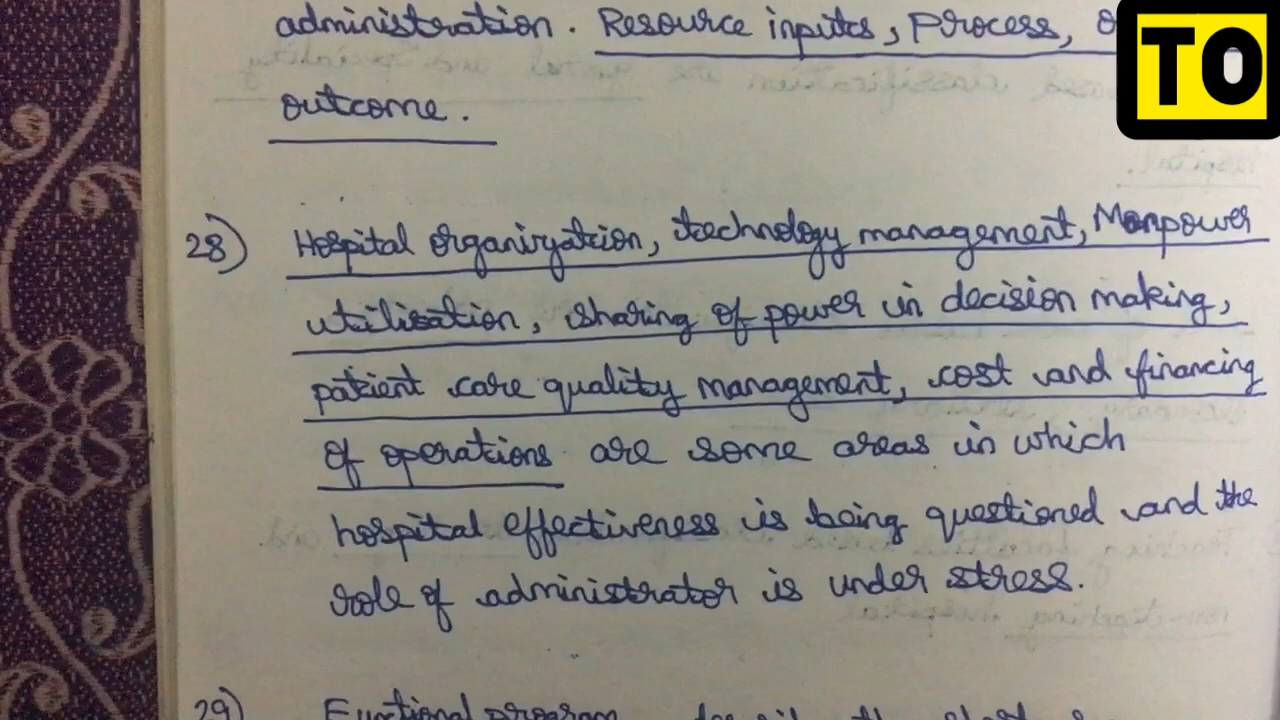 administration. Resource inputs, process,
outcome.
TO
28) Hospital organization, technology management, Manpower
utilisation, sharing of power in decision making,
patient care quality management, cost and financing
of operations are some areas in which
hospital effectiveness is being questioned and the
role of administrator is under stress.
29) Functional program